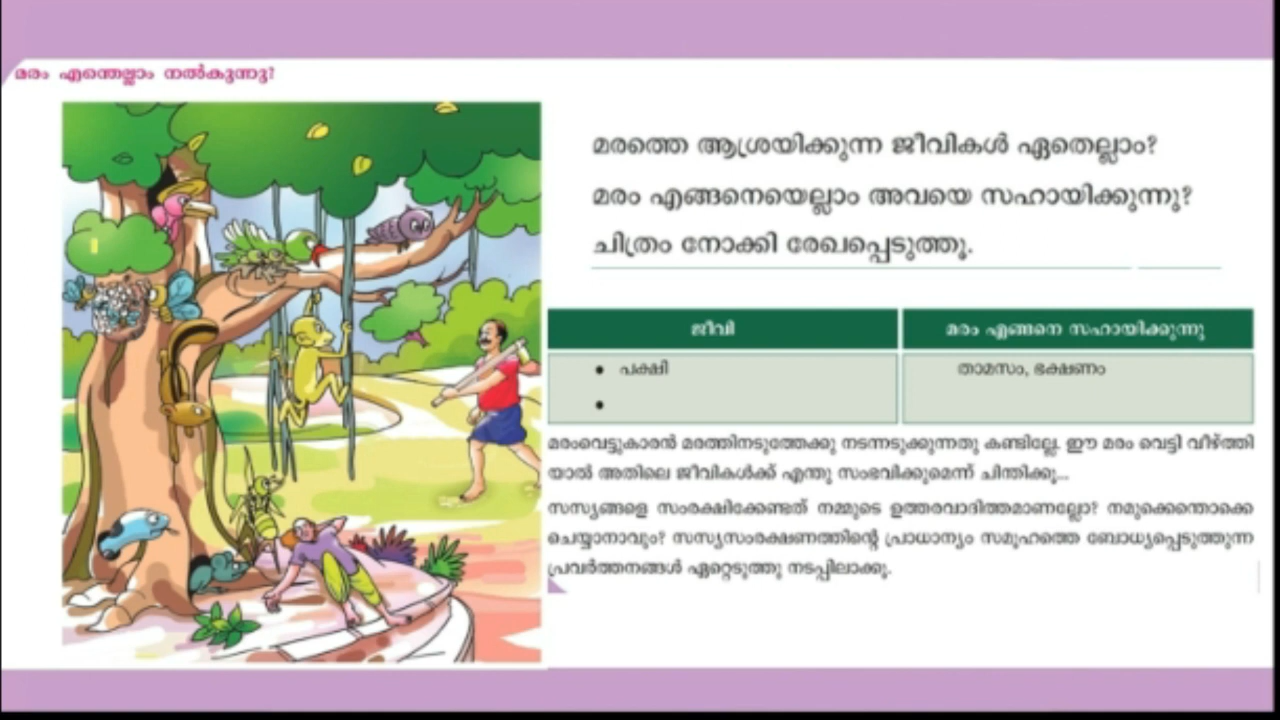 മരം എന്തെല്ലാം നൽകുന്നു?
മരത്തെ ആശ്രയിക്കുന്ന ജീവികൾ ഏതെല്ലാം?
മരം എങ്ങനെയെല്ലാം അവയെ സഹായിക്കുന്നു?
ചിത്രം നോക്കി രേഖപ്പെടുത്തൂ.
ജീവി
മരം എങ്ങനെ സഹായിക്കുന്നു
• പക്ഷി
താമസം, ഭക്ഷണം
•
മരംവെട്ടുകാരൻ മരത്തിനടുത്തേക്കു നടന്നടുക്കുന്നതു കണ്ടില്ലേ. ഈ മരം വെട്ടി വീഴ്ത്തി
യാൽ അതിലെ ജീവികൾക്ക് എന്തു സംഭവിക്കുമെന്ന് ചിന്തിക്കൂ...
സസ്യങ്ങളെ സംരക്ഷിക്കേണ്ടത് നമ്മുടെ ഉത്തരവാദിത്തമാണല്ലോ? നമുക്കെന്തൊക്കെ
ചെയ്യാനാവും? സസ്യസംരക്ഷണത്തിന്റെ പ്രാധാന്യം സമൂഹത്തെ ബോധ്യപ്പെടുത്തുന്ന
പ്രവർത്തനങ്ങൾ ഏറ്റെടുത്തു നടപ്പിലാക്കൂ.